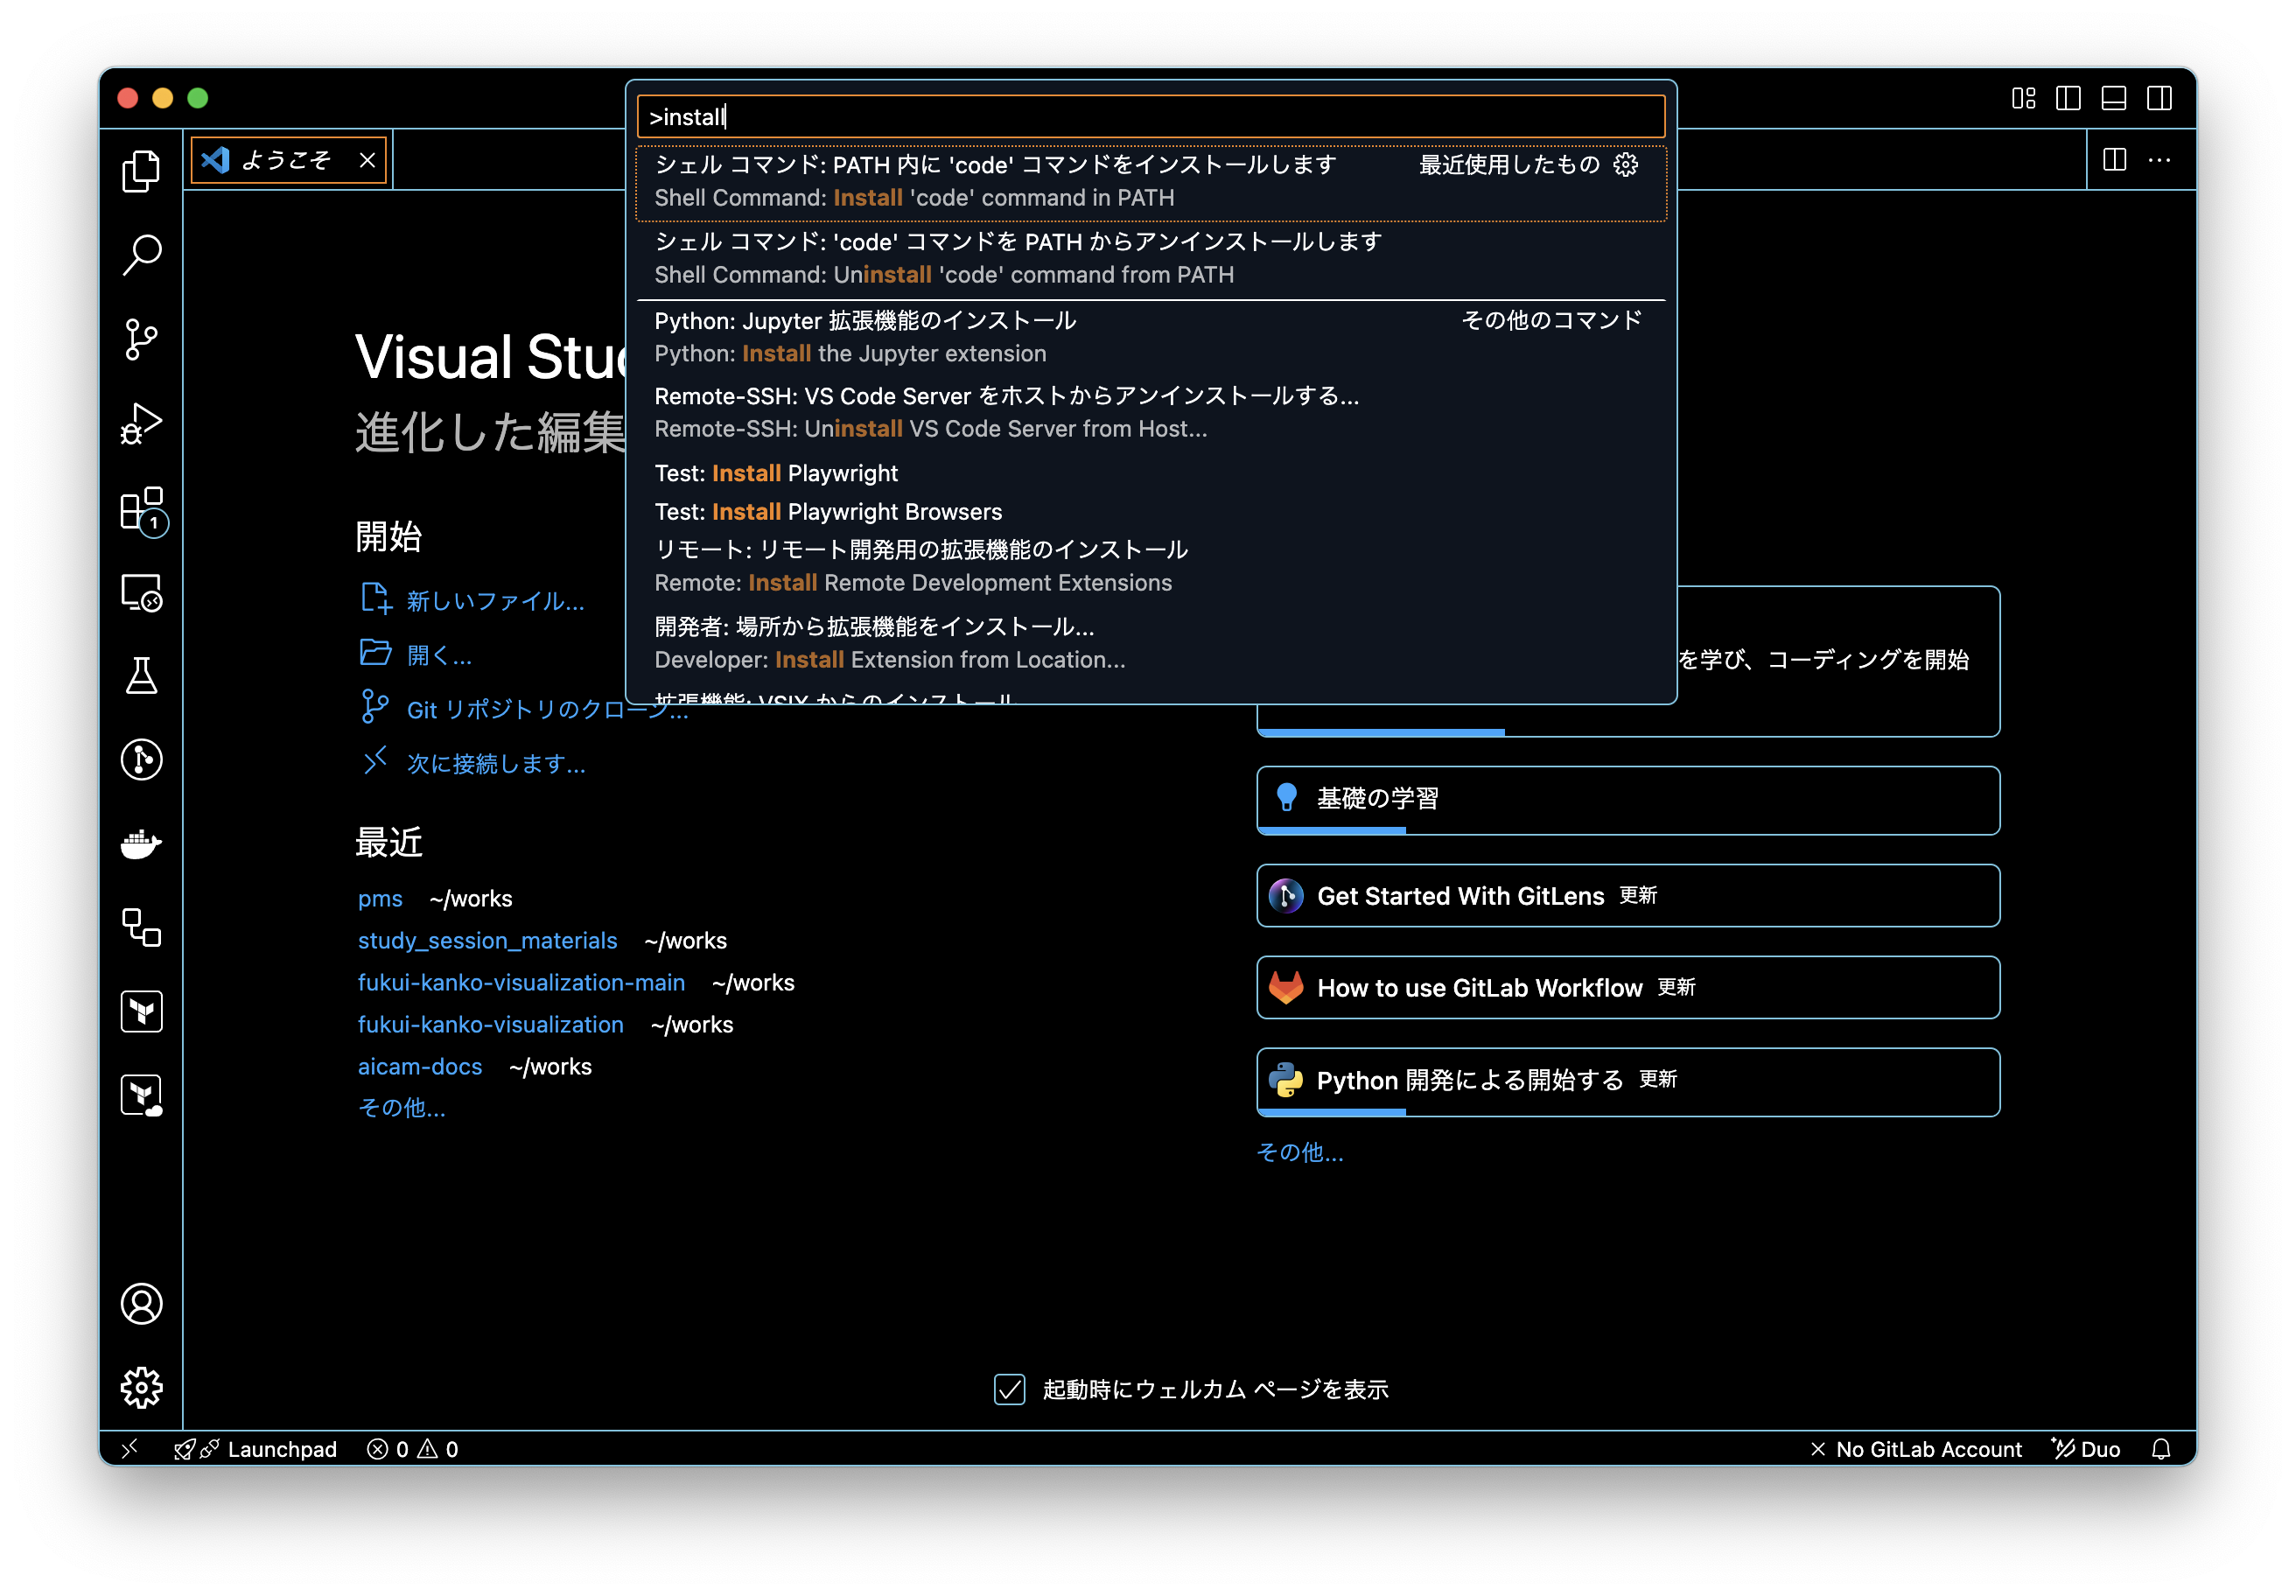 >install
シェル コマンド: PATH 内に 'code' コマンドをインストールします 最近使用したもの
Shell Command: Install 'code' command in PATH
シェル コマンド: 'code' コマンドを PATH からアンインストールします
Shell Command: Uninstall 'code' command from PATH
Python: Jupyter 拡張機能のインストール その他のコマンド
Python: Install the Jupyter extension
Remote-SSH: VS Code Server をホストからアンインストールする...
Remote-SSH: Uninstall VS Code Server from Host...
Test: Install Playwright
Test: Install Playwright Browsers
リモート: リモート開発用の拡張機能のインストール
Remote: Install Remote Development Extensions
開発者: 場所から拡張機能をインストール...
Developer: Install Extension from Location...
拡張機能: VSIX からのインストール
ようこそ
Visual
進化した編集
開始
新しいファイル...
開く...
Git リポジトリのクローン...
次に接続します...
最近
pms ~/works
study_session_materials ~/works
fukui-kanko-visualization-main ~/works
fukui-kanko-visualization ~/works
aicam-docs ~/works
その他...
を学び、コーディングを開始
基礎の学習
Get Started With GitLens 更新
How to use GitLab Workflow 更新
Python 開発による開始する 更新
その他...
1
起動時にウェルカム ページを表示
Launchpad 0 0 No GitLab Account Duo